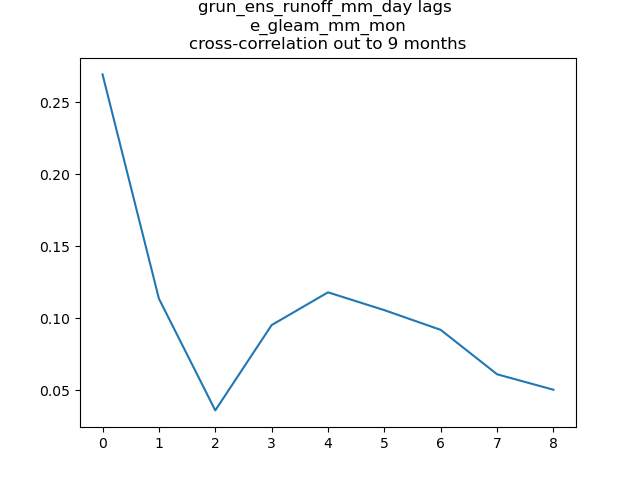 grun_ens_runoff_mm_day lags
e_gleam_mm_mon
cross-correlation out to 9 months
0.25
0.20
0.15
0.10
0.05
0 1 2 3 4 5 6 7 8